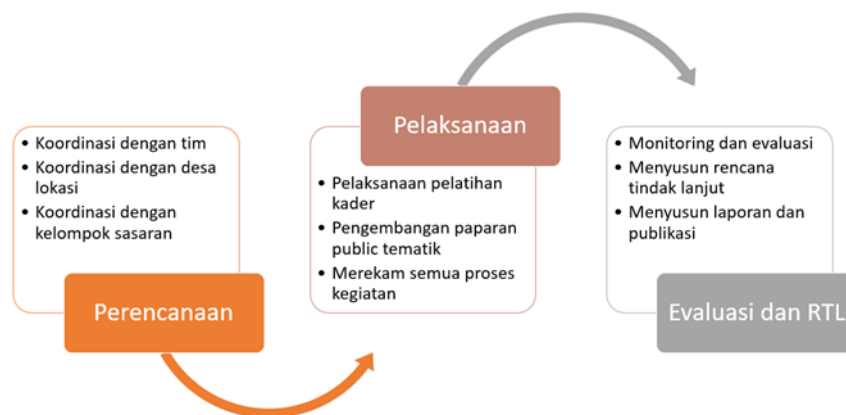 • Koordinasi dengan tim
• Koordinasi dengan desa
lokasi
• Koordinasi dengan
kelompok sasaran
Perencanaan
Pelaksanaan
• Pelaksanaan pelatihan
kader
• Pengembangan paparan
public tematik
• Merekam semua proses
kegiatan
• Monitoring dan evaluasi
• Menyusun rencana
tindak lanjut
• Menyusun laporan dan
publikasi
Evaluasi dan RTL